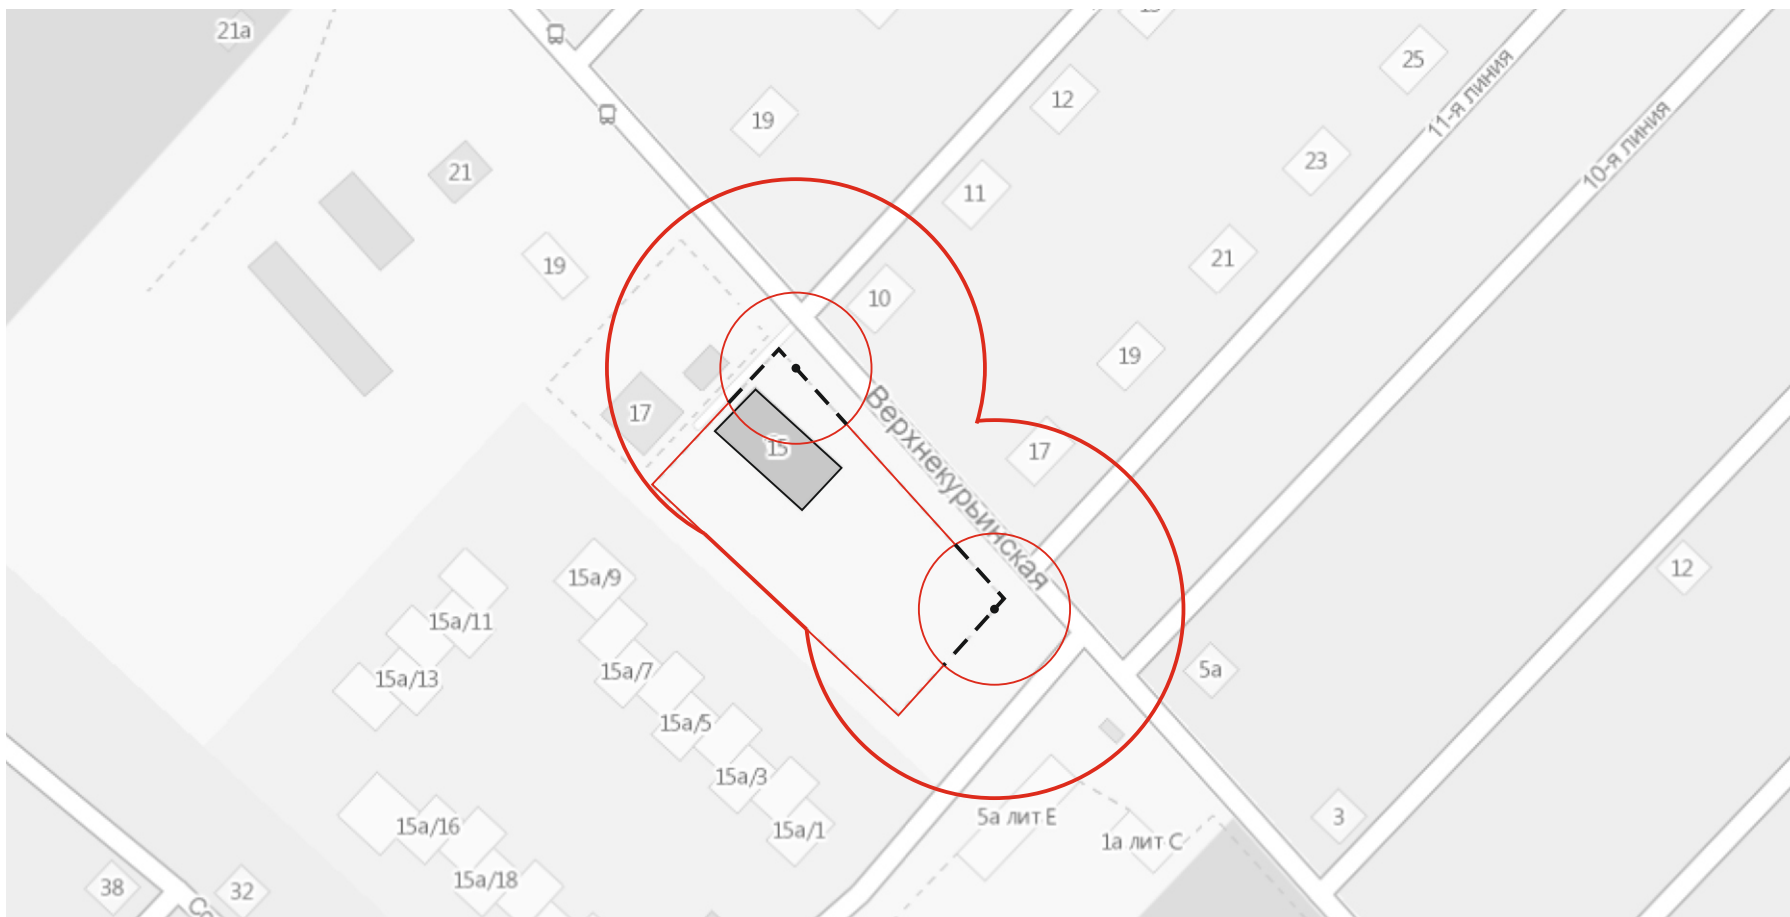 21а
25
12
19
11-я линия
10-я линия
23
21
11
21
19
10
19
17
15
17
Верхнекурьинская
15а/9
12
15а/11
15а/7
15а/13
5а
15а/5
15а/3
5а лит Е
3
15а/16
15а/1
1а лит С
15а/18
38
32